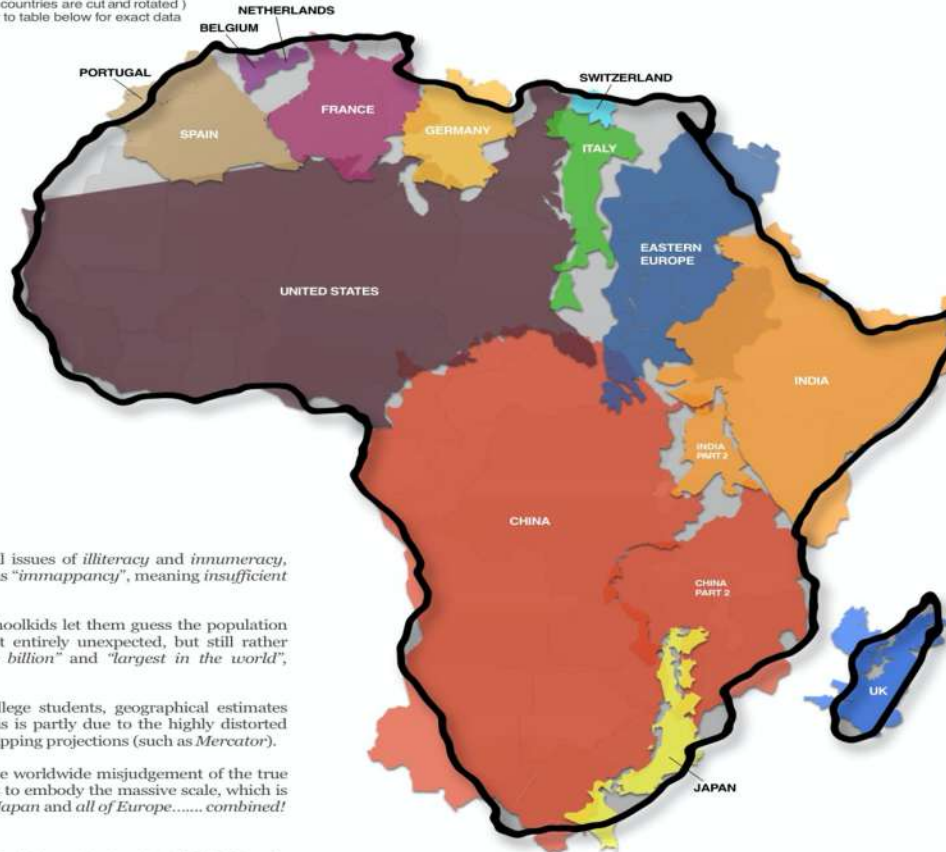 countries are cut and rotated )
to table below for exact data
NETHERLANDS
BELGIUM
PORTUGAL
SWITZERLAND
FRANCE
SPAIN
GERMANY
ITALY
EASTERN
EUROPE
UNITED STATES
INDIA
INDIA
PART 2
CHINA
CHINA
PART 2
UK
JAPAN
issues of illiteracy and innumeracy,
"immappancy", meaning insufficient
let them guess the population
entirely unexpected, but still rather
billion" and "largest in the world",
students, geographical estimates
is partly due to the highly distorted
projections (such as Mercator).
worldwide misjudgement of the true
to embody the massive scale, which is
Japan and all of Europe....... combined!